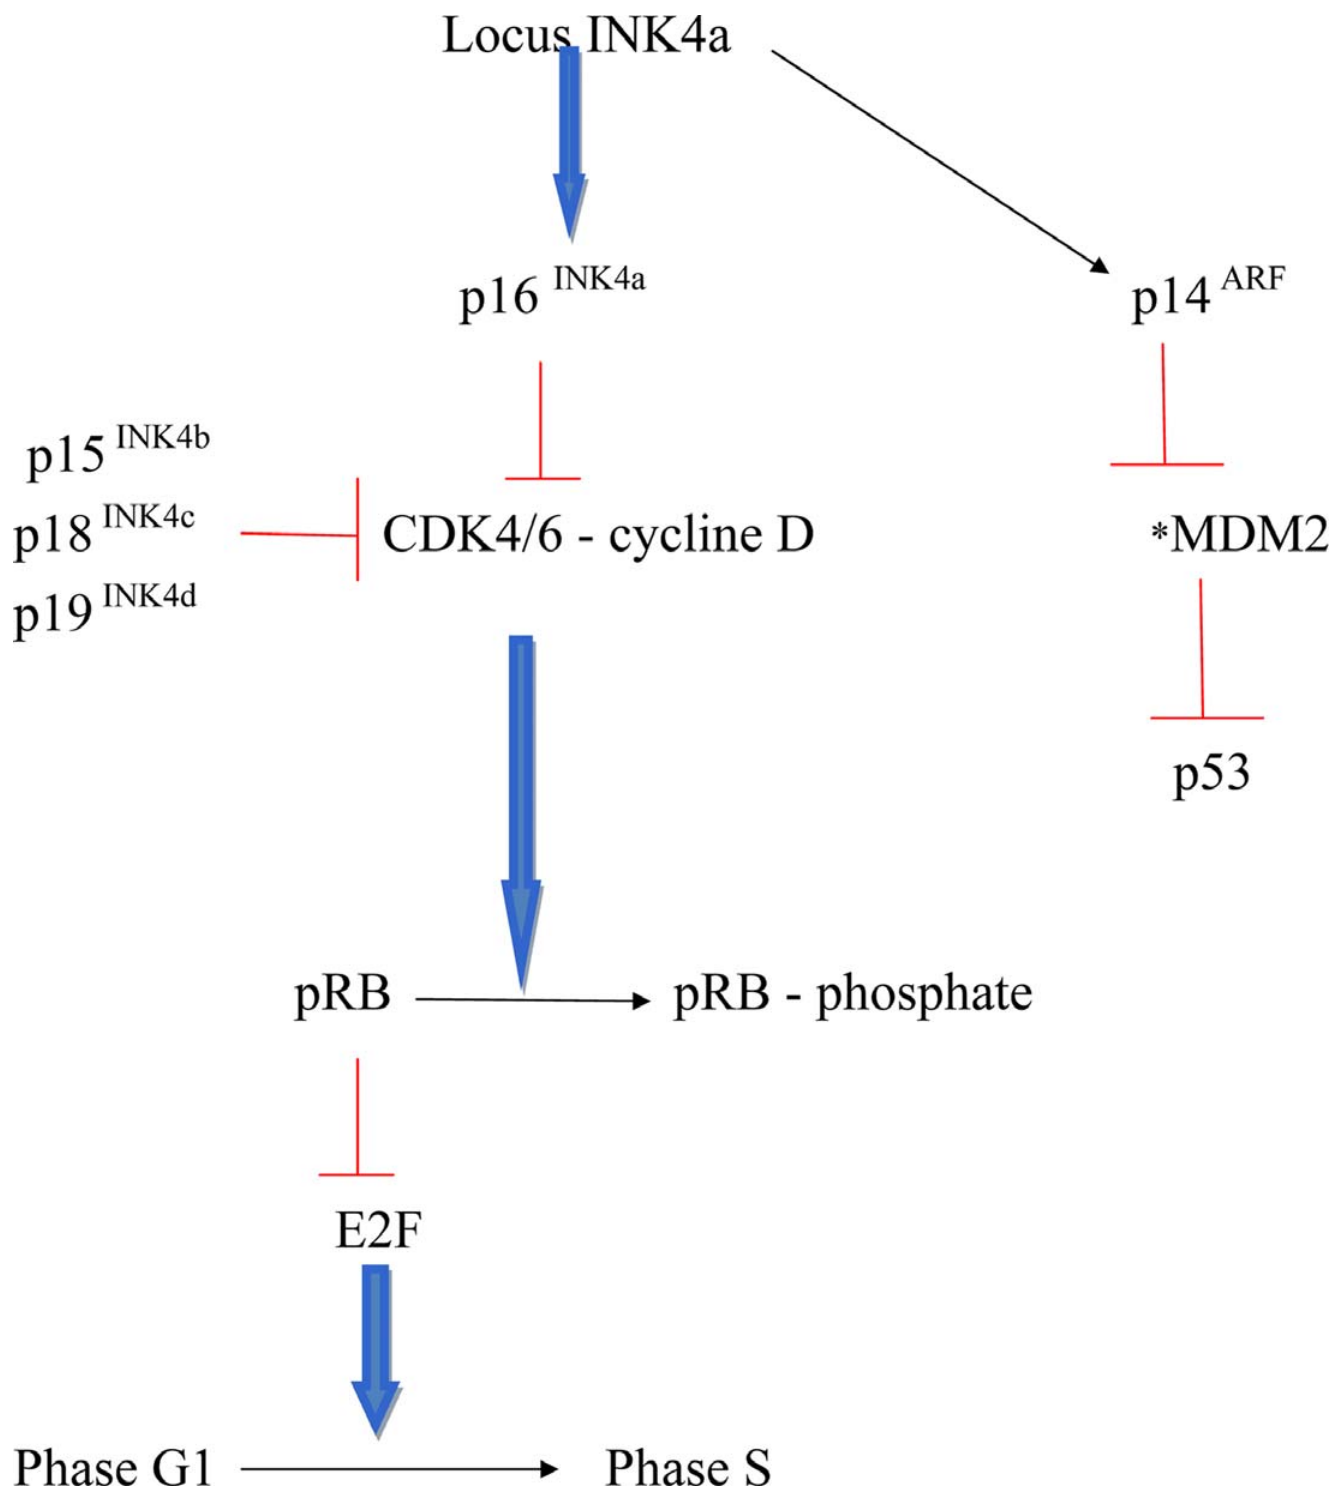 Locus INK4a
p16 INK4a
p14 ARF
p15 INK4b
p18 INK4c
p19 INK4d
CDK4/6 - cycline D
*MDM2
p53
pRB
pRB - phosphate
E2F
Phase G1
Phase S